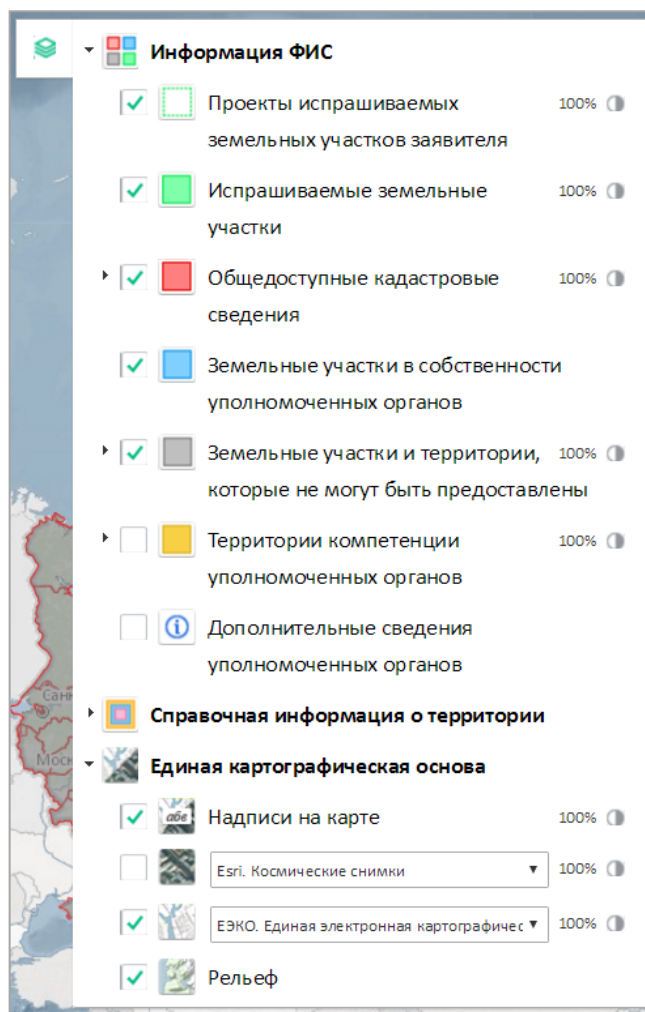 Информация ФИС
Проекты испрашиваемых 100%
земельных участков заявителя
Испрашиваемые земельные 100%
участки
Общедоступные кадастровые 100%
сведения
Земельные участки в собственности
уполномоченных органов
Земельные участки и территории, 100%
которые не могут быть предоставлены
Территории компетенции 100%
уполномоченных органов
Дополнительные сведения
уполномоченных органов
Санк
Справочная информация о территории
Моск
Единая картографическая основа
абв Надписи на карте 100%
Esri. Космические снимки 100%
ЕЭКО. Единая электронная картографичес 100%
Рельеф